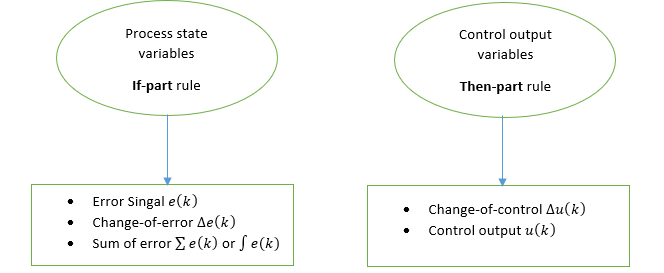 Process state
variables
If-part rule
Control output
variables
Then-part rule
• Error Singal e(k)
• Change-of-error Δe(k)
• Sum of error ∑ e(k) or ∫ e(k)
• Change-of-control Δu(k)
• Control output u(k)